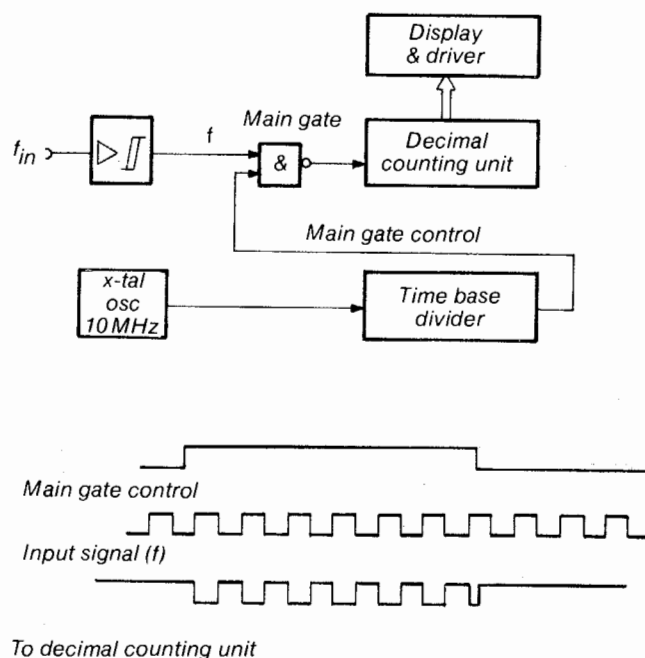 Display
& driver
Main gate
f_in
f
&
Decimal
counting unit
Main gate control
x-tal
osc
10 MHz
Time base
divider
Main gate control
Input signal (f)
To decimal counting unit